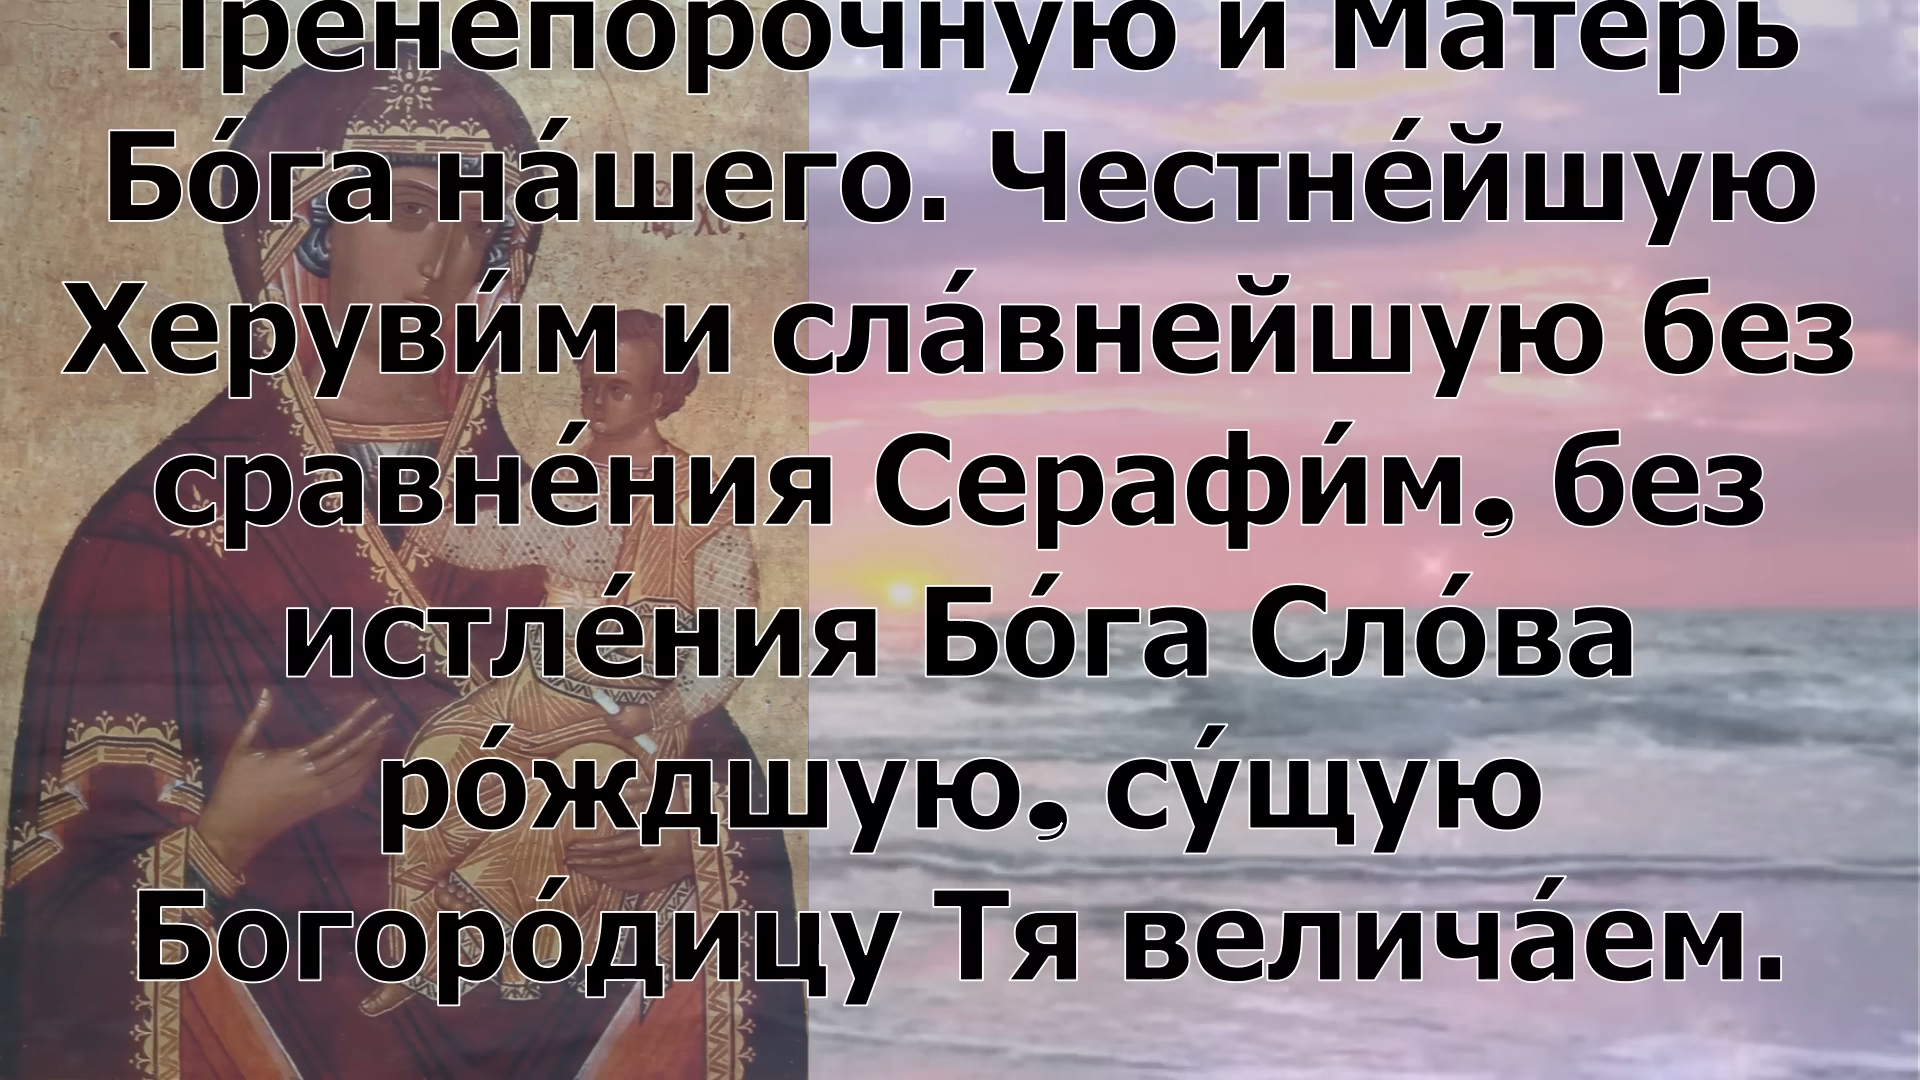 Пренепорочную и Матерь
Бо́га на́шего. Честне́йшую
Херуви́м и сла́внейшую без
сравне́ния Серафи́м, без
истле́ния Бо́га Сло́ва
ро́ждшую, су́щую
Богоро́дицу Тя велича́ем.